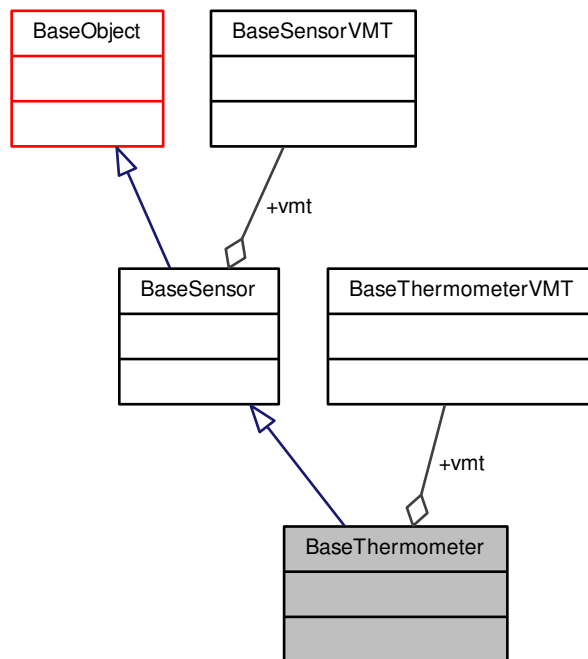 BaseObject
BaseSensorVMT
+vmt
BaseSensor
BaseThermometerVMT
+vmt
BaseThermometer